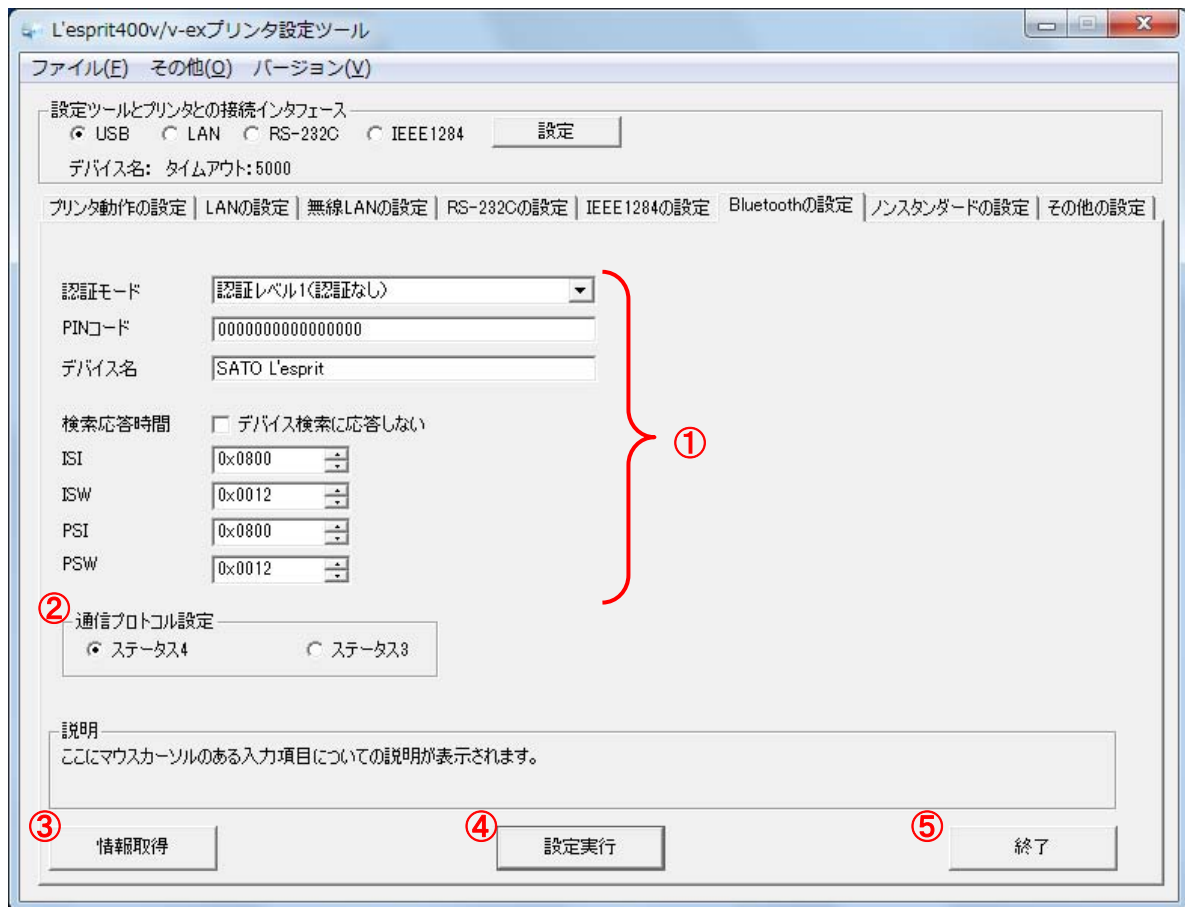 L'esprit400v/v-exプリンタ設定ツール
ファイル(F) その他(O) バージョン(V)
設定ツールとプリンタとの接続インタフェース
USB LAN RS-232C IEEE1284 設定
デバイス名: タイムアウト:5000
プリンタ動作の設定 LANの設定 無線LANの設定 RS-232Cの設定 IEEE1284の設定 Bluetoothの設定 ノンスタンダードの設定 その他の設定
認証モード 認証レベル1(認証なし)
PINコード 0000000000000000
デバイス名 SATO L'esprit
検索応答時間 デバイス検索に応答しない
①
ISI 0x0800
ISW 0x0012
PSI 0x0800
PSW 0x0012
② 通信プロトコル設定
ステータス4 ステータス3
説明
ここにマウスカーソルのある入力項目についての説明が表示されます。
③ 情報取得 ④ 設定実行 ⑤ 終了